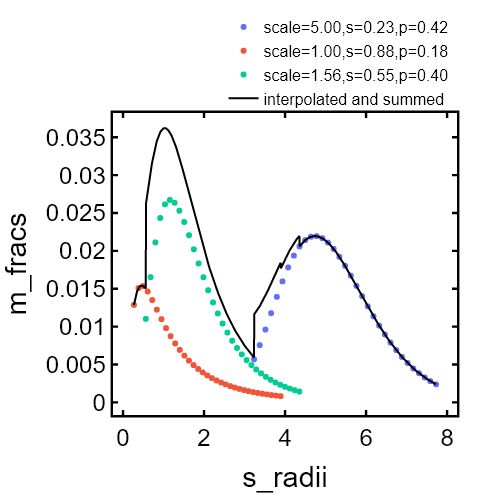 scale=5.00,s=0.23,p=0.42
scale=1.00,s=0.88,p=0.18
scale=1.56,s=0.55,p=0.40
interpolated and summed
0.035
0.03
0.025
0.02
0.015
0.01
0.005
0
m_fracs
0 2 4 6 8
s_radii